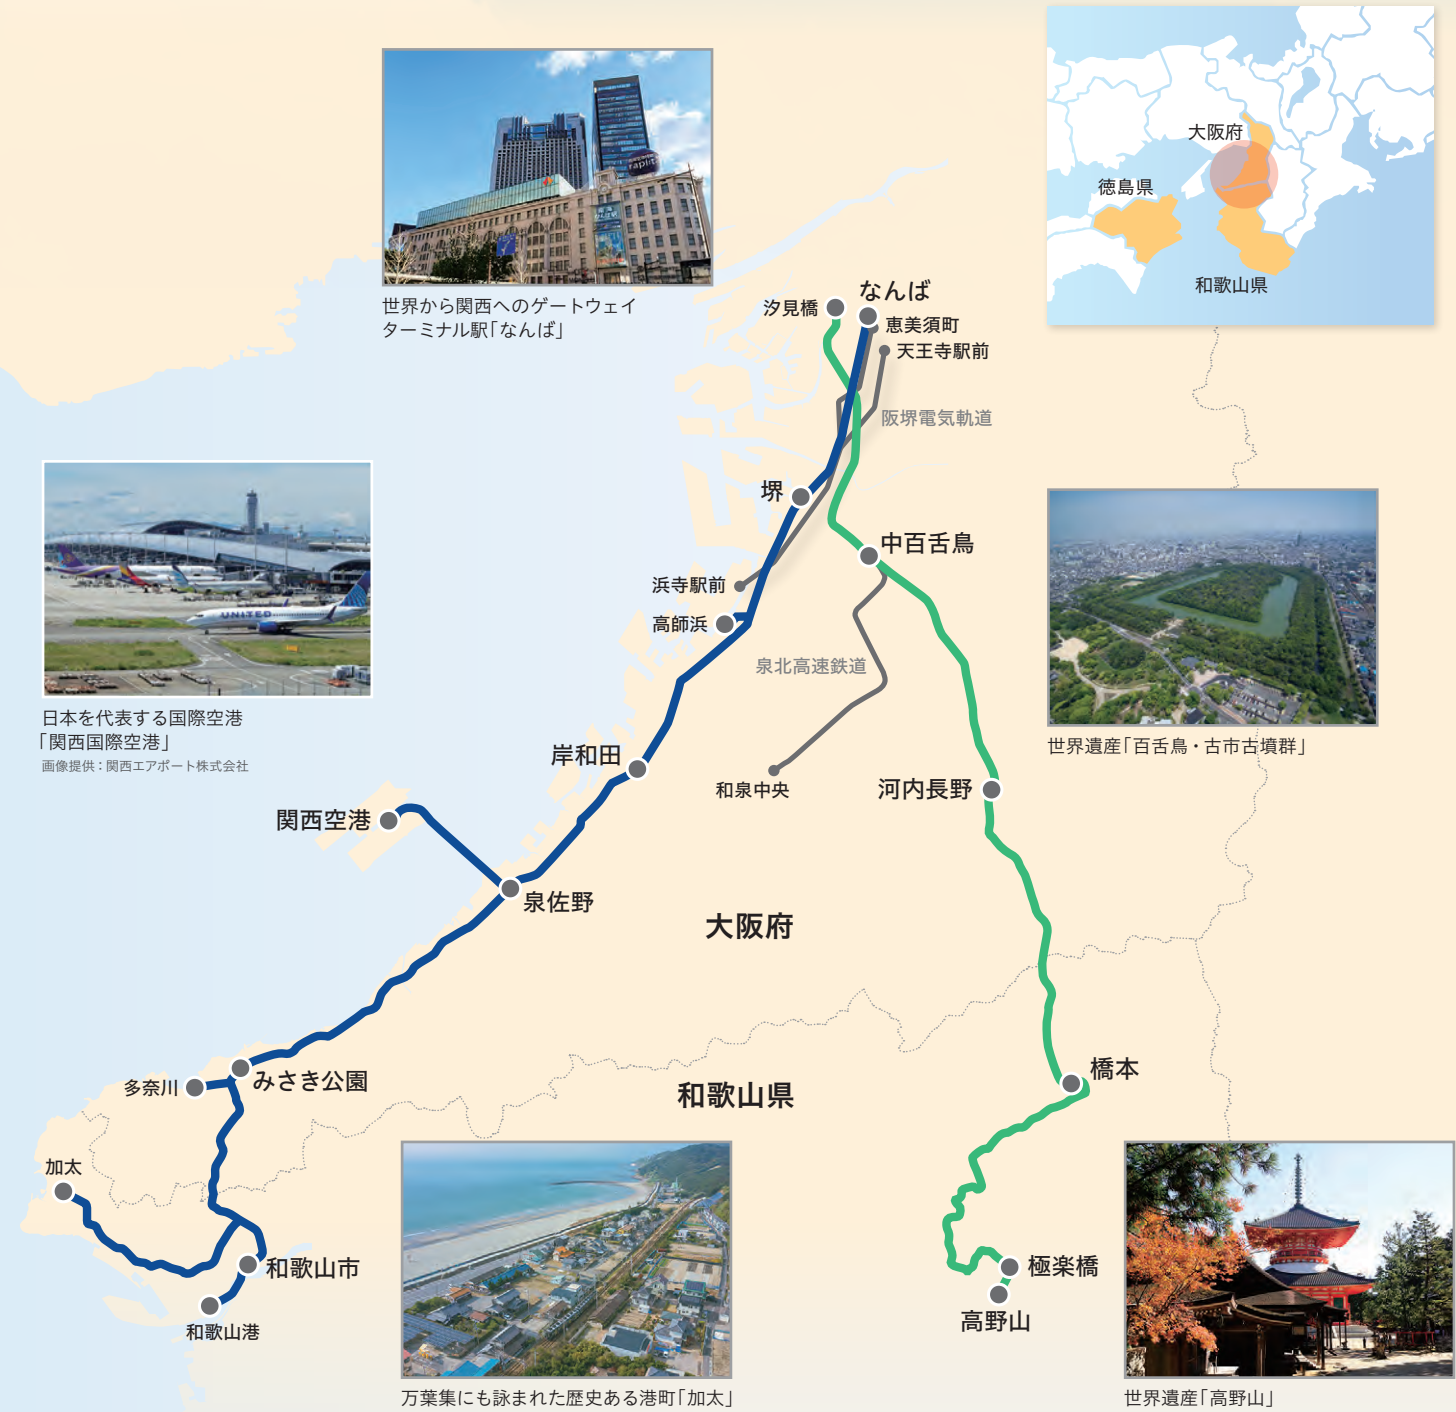 大阪府
徳島県
和歌山県
raplit
世界から関西へのゲートウェイ
ターミナル駅「なんば」
汐見橋
なんば
恵美須町
天王寺駅前
阪堺電気軌道
堺
中百舌鳥
浜寺駅前
高師浜
泉北高速鉄道
UNITED
日本を代表する国際空港
「関西国際空港」
画像提供：関西エアポート株式会社
世界遺産「百舌鳥・古市古墳群」
岸和田
和泉中央
河内長野
関西空港
泉佐野
大阪府
みさき公園
多奈川
和歌山県
橋本
加太
和歌山市
和歌山港
極楽橋
高野山
万葉集にも詠まれた歴史ある港町「加太」
世界遺産「高野山」